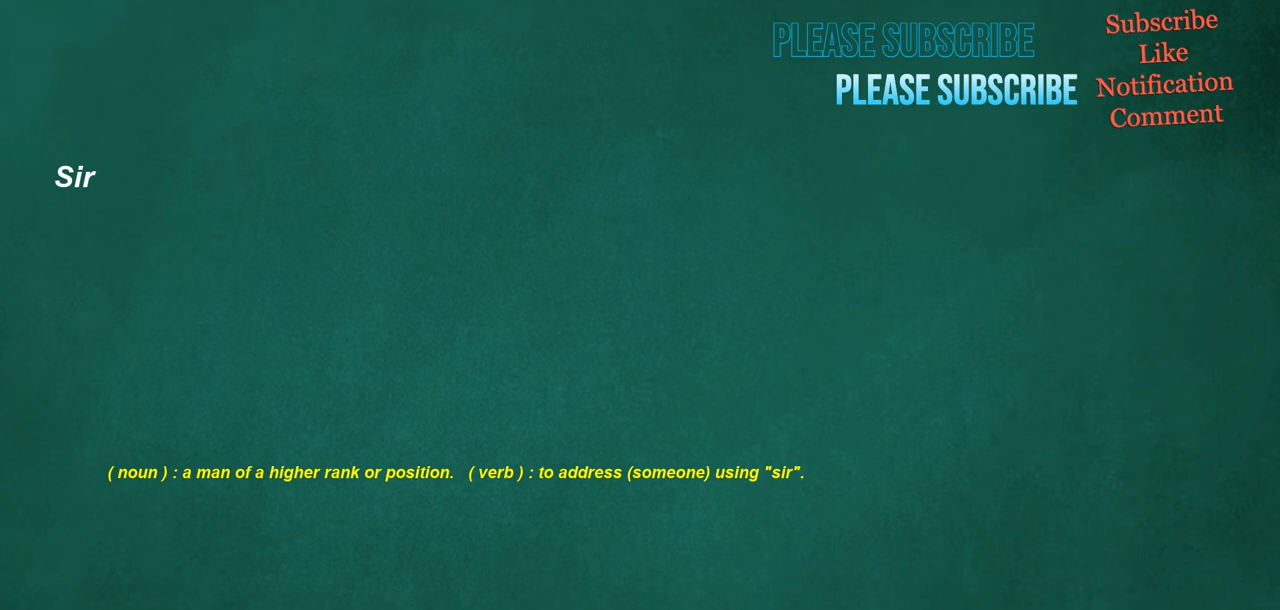 PLEASE SUBSCRIBE
PLEASE SUBSCRIBE
Subscribe
Like
Notification
Comment
Sir
( noun ) : a man of a higher rank or position.   ( verb ) : to address (someone) using "sir".